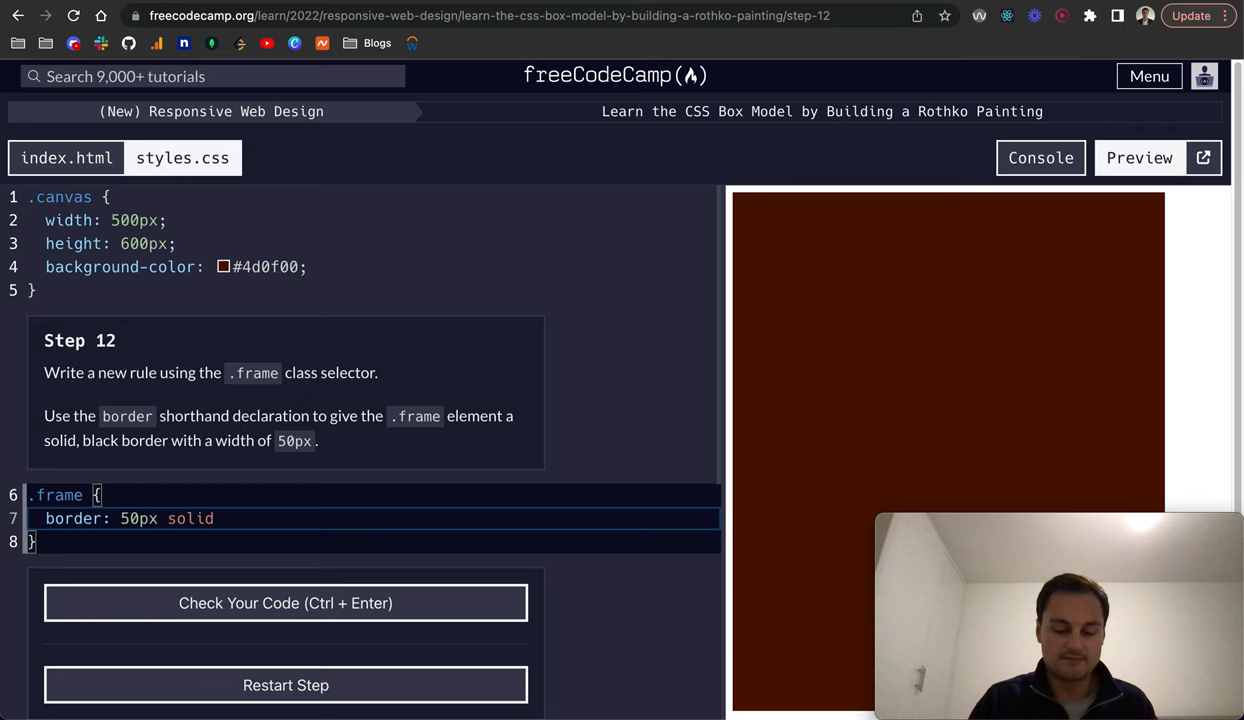 freecodecamp.org/learn/2022/responsive-web-design/learn-the-css-box-model-by-building-a-rothko-painting/step-12
Update
Blogs
Search 9,000+ tutorials
freeCodeCamp
Menu
(New) Responsive Web Design
Learn the CSS Box Model by Building a Rothko Painting
index.html
styles.css
Console
Preview
1 .canvas {
2 width: 500px;
3 height: 600px;
4 background-color: #4d0f00;
5 }
Step 12
Write a new rule using the .frame class selector.
Use the border shorthand declaration to give the .frame element a
solid, black border with a width of 50px.
6 .frame {
7 border: 50px solid
8 }
Check Your Code (Ctrl + Enter)
Restart Step